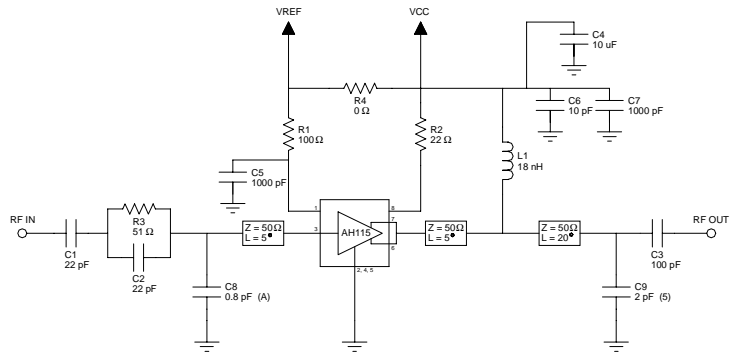 VREF
VCC
C4
10 uF
R4
0 Ω
C6
10 pF
C7
1000 pF
R1
100Ω
R2
22 Ω
L1
18 nH
C5
1000 pF
1
8
RF IN
R3
51 Ω
C1
22 pF
C2
22 pF
Z = 50Ω
L = 5°
3
AH115
7
6
2, 4, 5
Z = 50Ω
L = 5°
Z = 50Ω
L = 20°
RF OUT
C3
100 pF
C8
0.8 pF (A)
C9
2 pF (5)